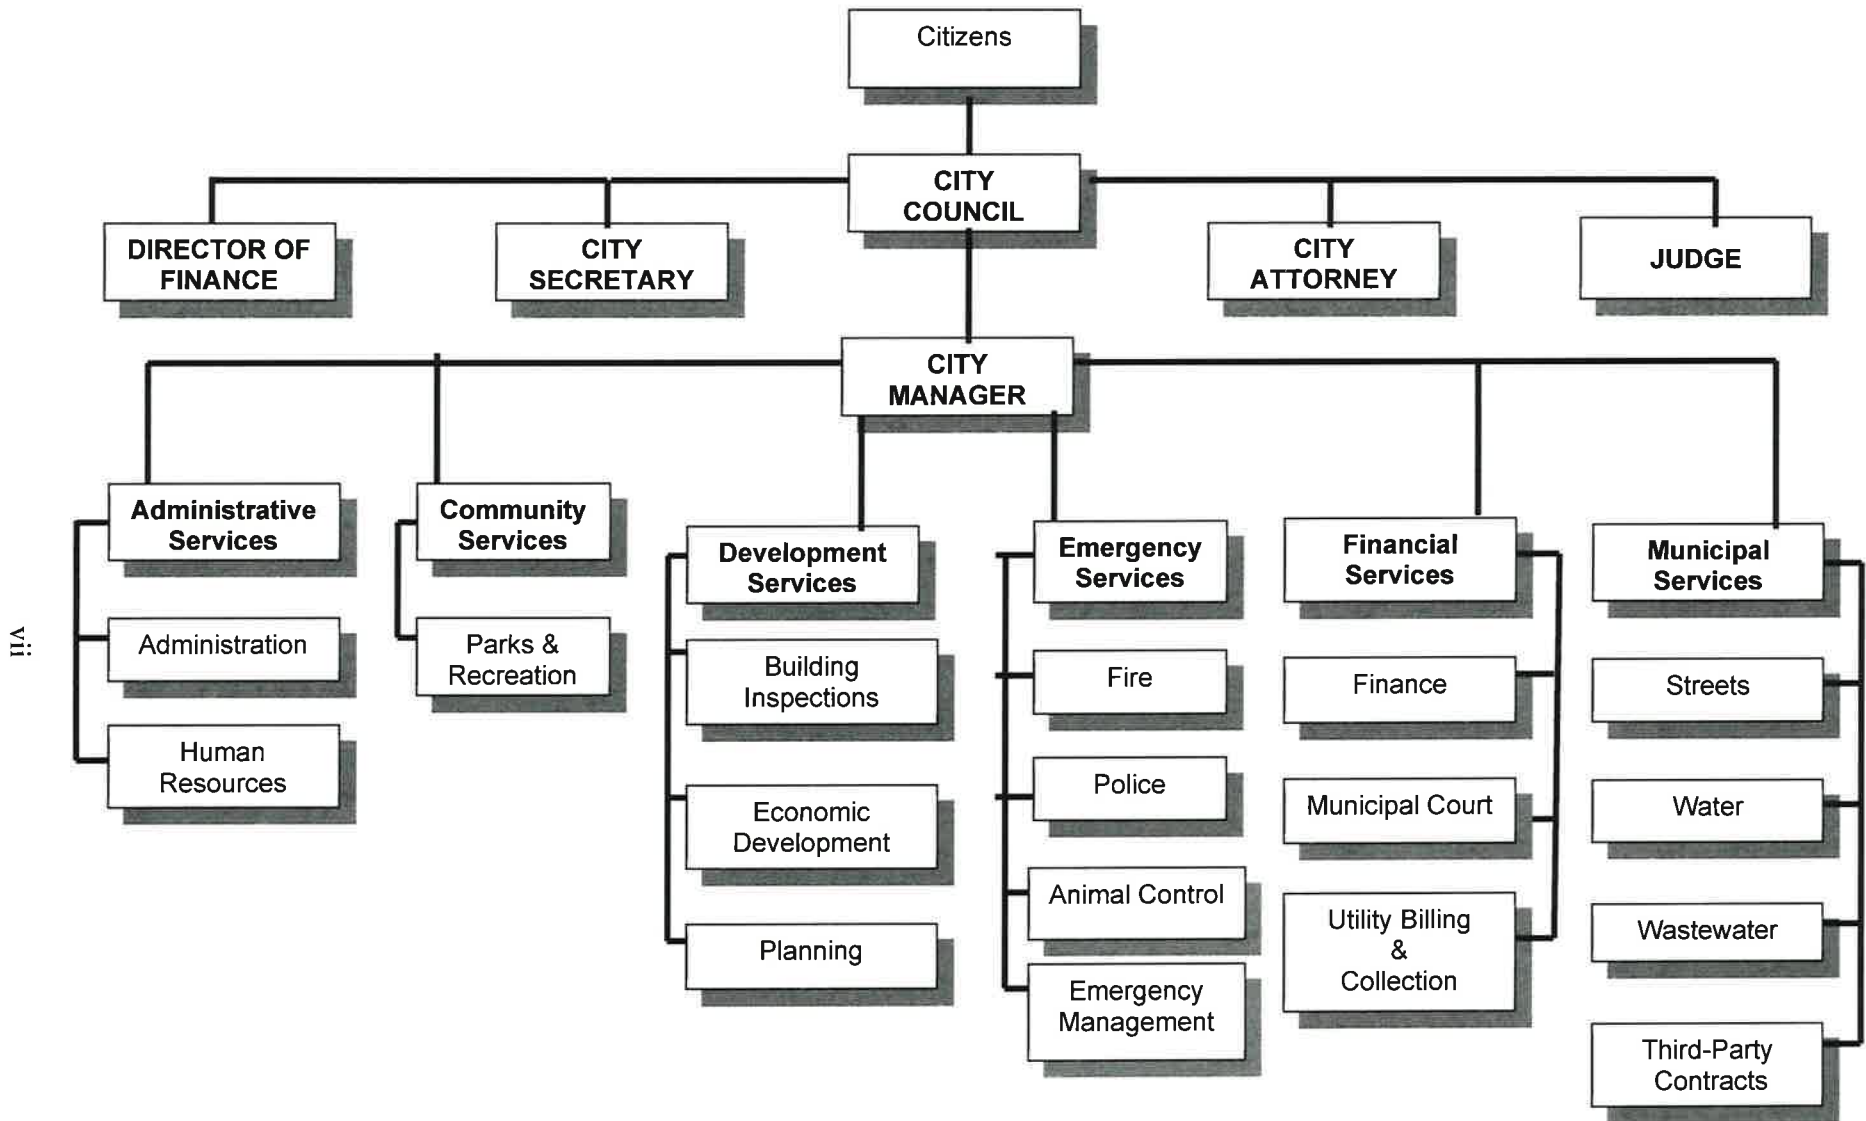 Citizens
CITY
COUNCIL
DIRECTOR OF
FINANCE
CITY
SECRETARY
CITY
ATTORNEY
JUDGE
CITY
MANAGER
Administrative
Services
Administration
Human
Resources
Community
Services
Parks &
Recreation
Development
Services
Building
Inspections
Economic
Development
Planning
Emergency
Services
Fire
Police
Animal Control
Emergency
Management
Financial
Services
Finance
Municipal Court
Utility Billing
&
Collection
Municipal
Services
Streets
Water
Wastewater
Third-Party
Contracts
vii